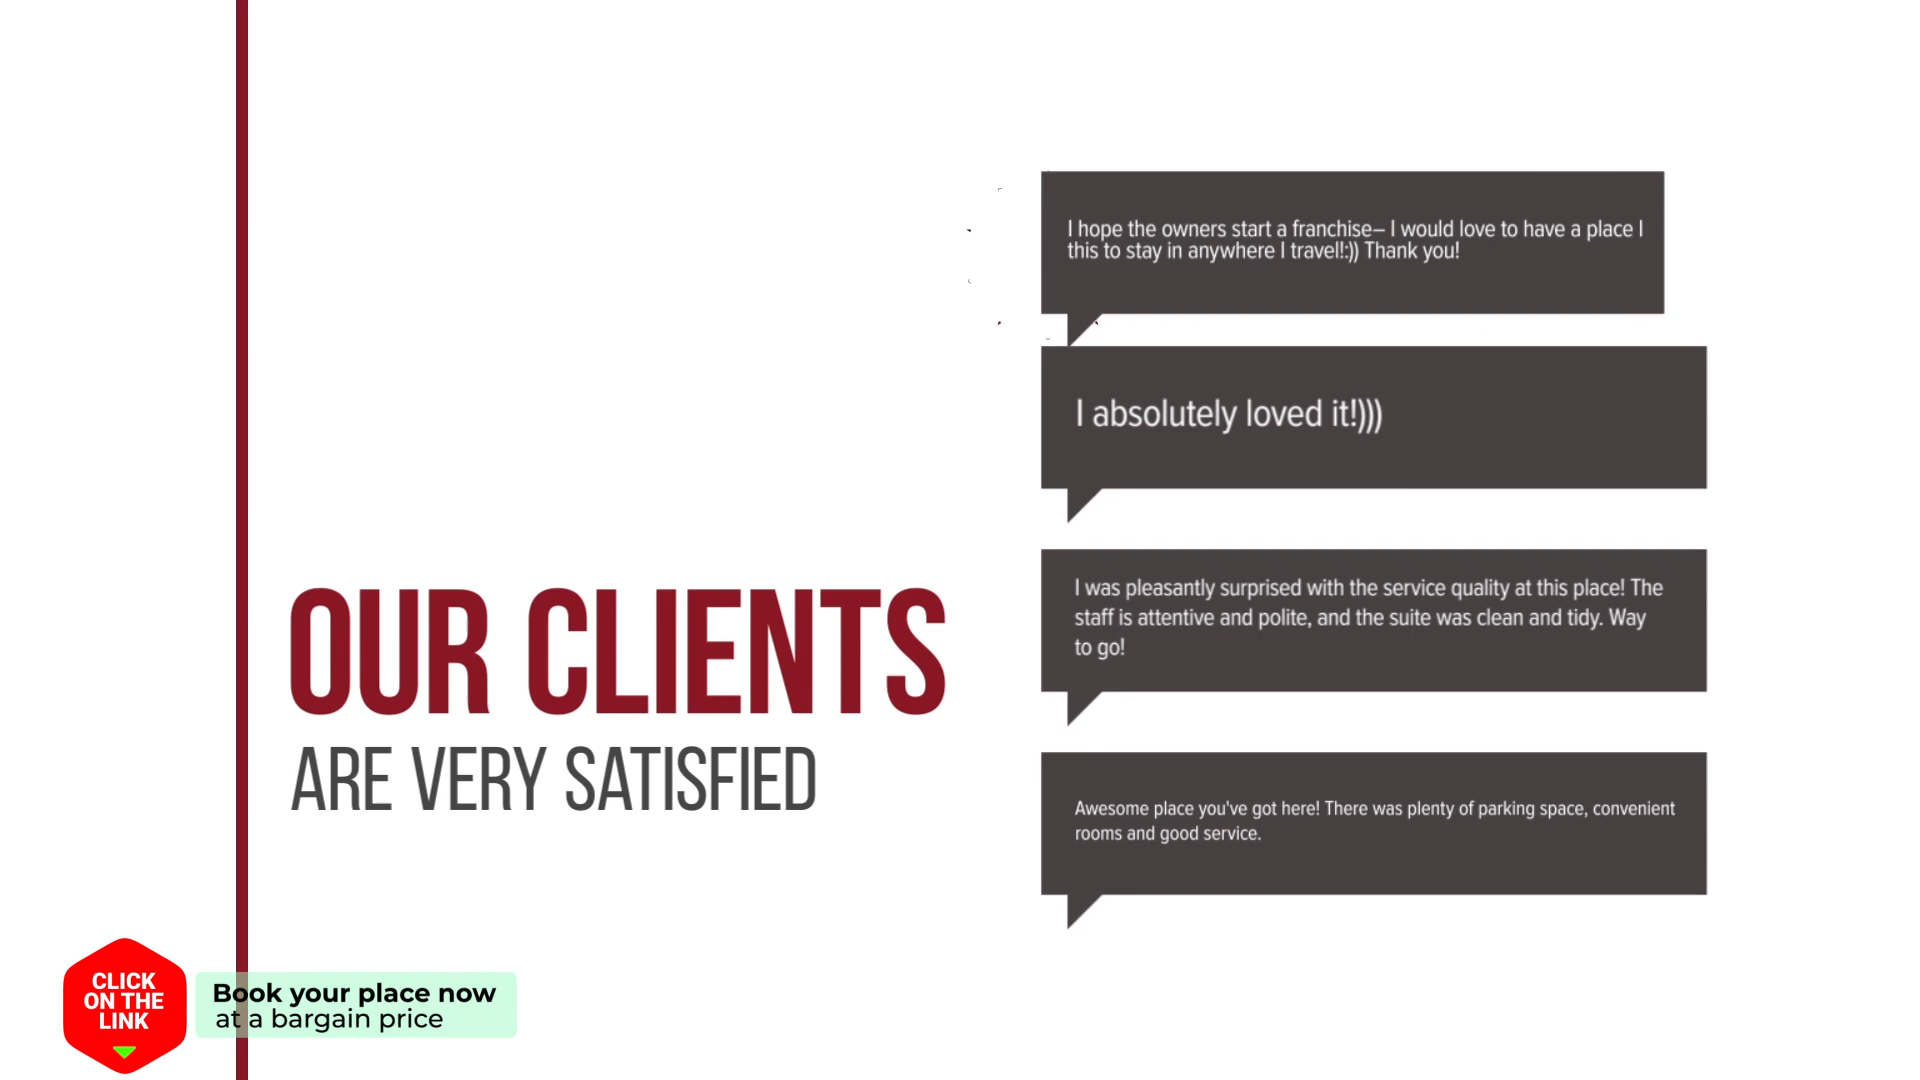 OUR CLIENTS
ARE VERY SATISFIED
I hope the owners start a franchise– I would love to have a place I
this to stay in anywhere I travel!:)) Thank you!
I absolutely loved it!)))
I was pleasantly surprised with the service quality at this place! The
staff is attentive and polite, and the suite was clean and tidy. Way
to go!
Awesome place you've got here! There was plenty of parking space, convenient
rooms and good service.
CLICK
ON THE
LINK
Book your place now
at a bargain price